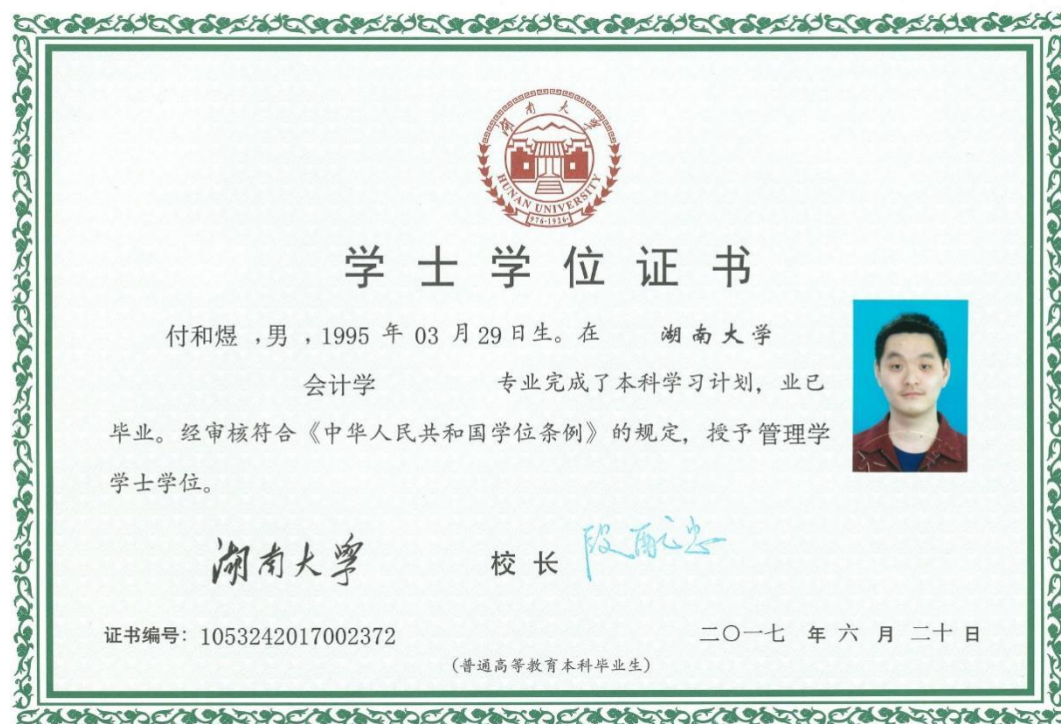 湖南大学
HUNAN UNIVERSITY
976-1926
学士学位证书
付和煜 ,男 ,1995 年 03 月 29 日生。在 湖南大学
会计学 专业完成了本科学习计划，业已
毕业。经审核符合《中华人民共和国学位条例》的规定，授予管理学
学士学位。
湖南大學 校 长
证书编号：1053242017002372 二〇一七 年 六 月 二十 日
(普通高等教育本科毕业生)